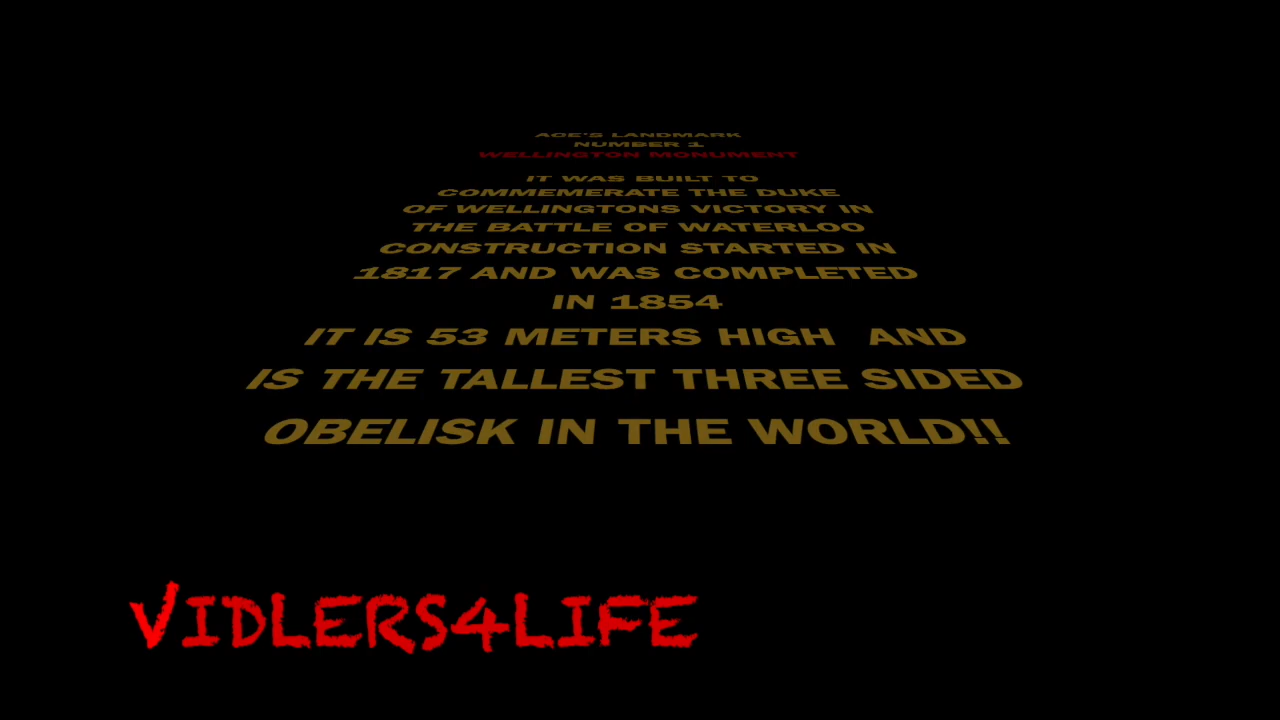 ACE'S LANDMARK
NUMBER 1
WELLINGTON MONUMENT
IT WAS BUILT TO
COMMEMERATE THE DUKE
OF WELLINGTONS VICTORY IN
THE BATTLE OF WATERLOO
CONSTRUCTION STARTED IN
1817 AND WAS COMPLETED
IN 1854
IT IS 53 METERS HIGH AND
IS THE TALLEST THREE SIDED
OBELISK IN THE WORLD!!
VIDLERS4LIFE